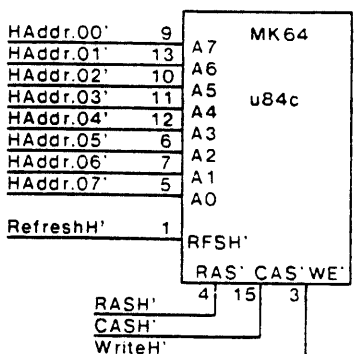 HAddr.00' 9 A7 MK64
HAddr.01' 13 A6
HAddr.02' 10 A5
HAddr.03' 11 A4 u84c
HAddr.04' 12 A3
HAddr.05' 6 A2
HAddr.06' 7 A1
HAddr.07' 5 A0
RefreshH' 1 RFSH'
RAS' CAS' WE'
4 15 3
RASH'
CASH'
WriteH'